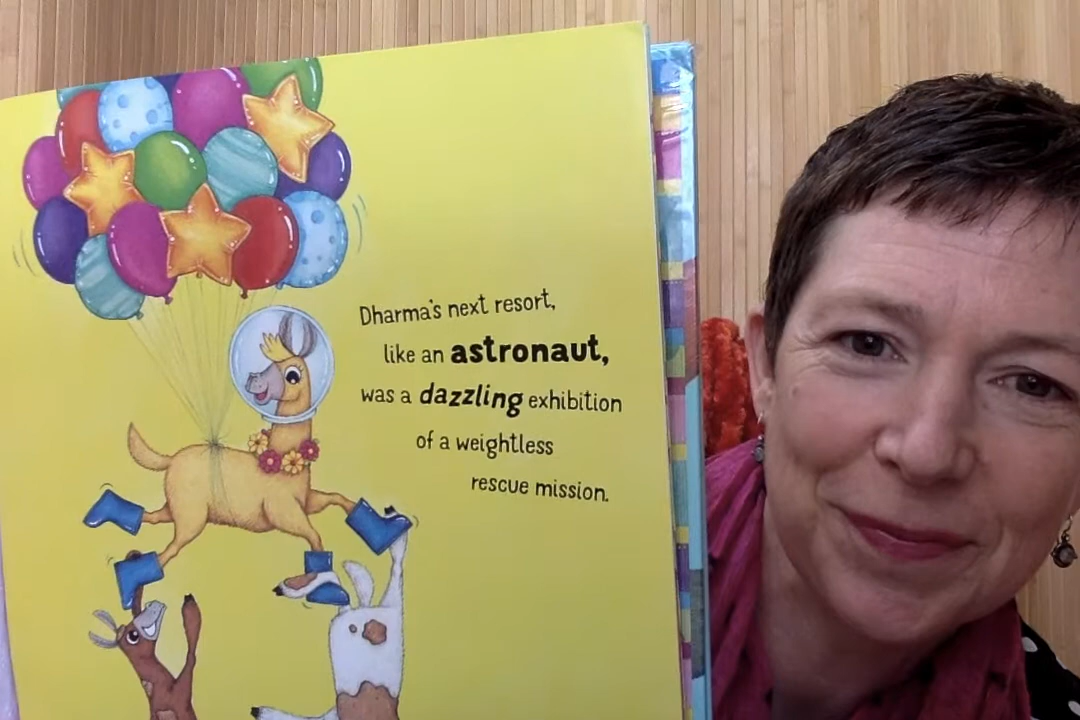 Dharma's next resort,
like an astronaut,
was a dazzling exhibition
of a weightless
rescue mission.